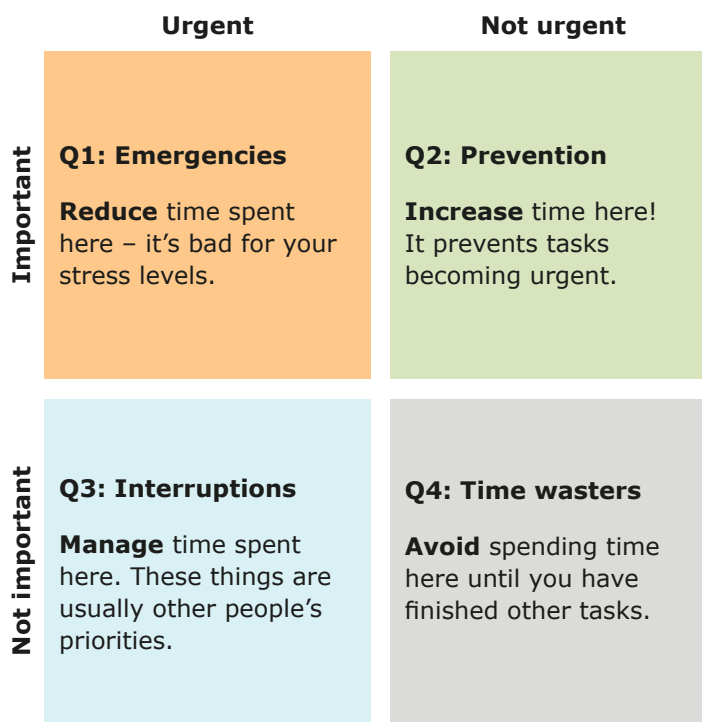 Urgent
Not urgent
Important
Q1: Emergencies
Reduce time spent
here – it’s bad for your
stress levels.
Q2: Prevention
Increase time here!
It prevents tasks
becoming urgent.
Not important
Q3: Interruptions
Manage time spent
here. These things are
usually other people’s
priorities.
Q4: Time wasters
Avoid spending time
here until you have
finished other tasks.